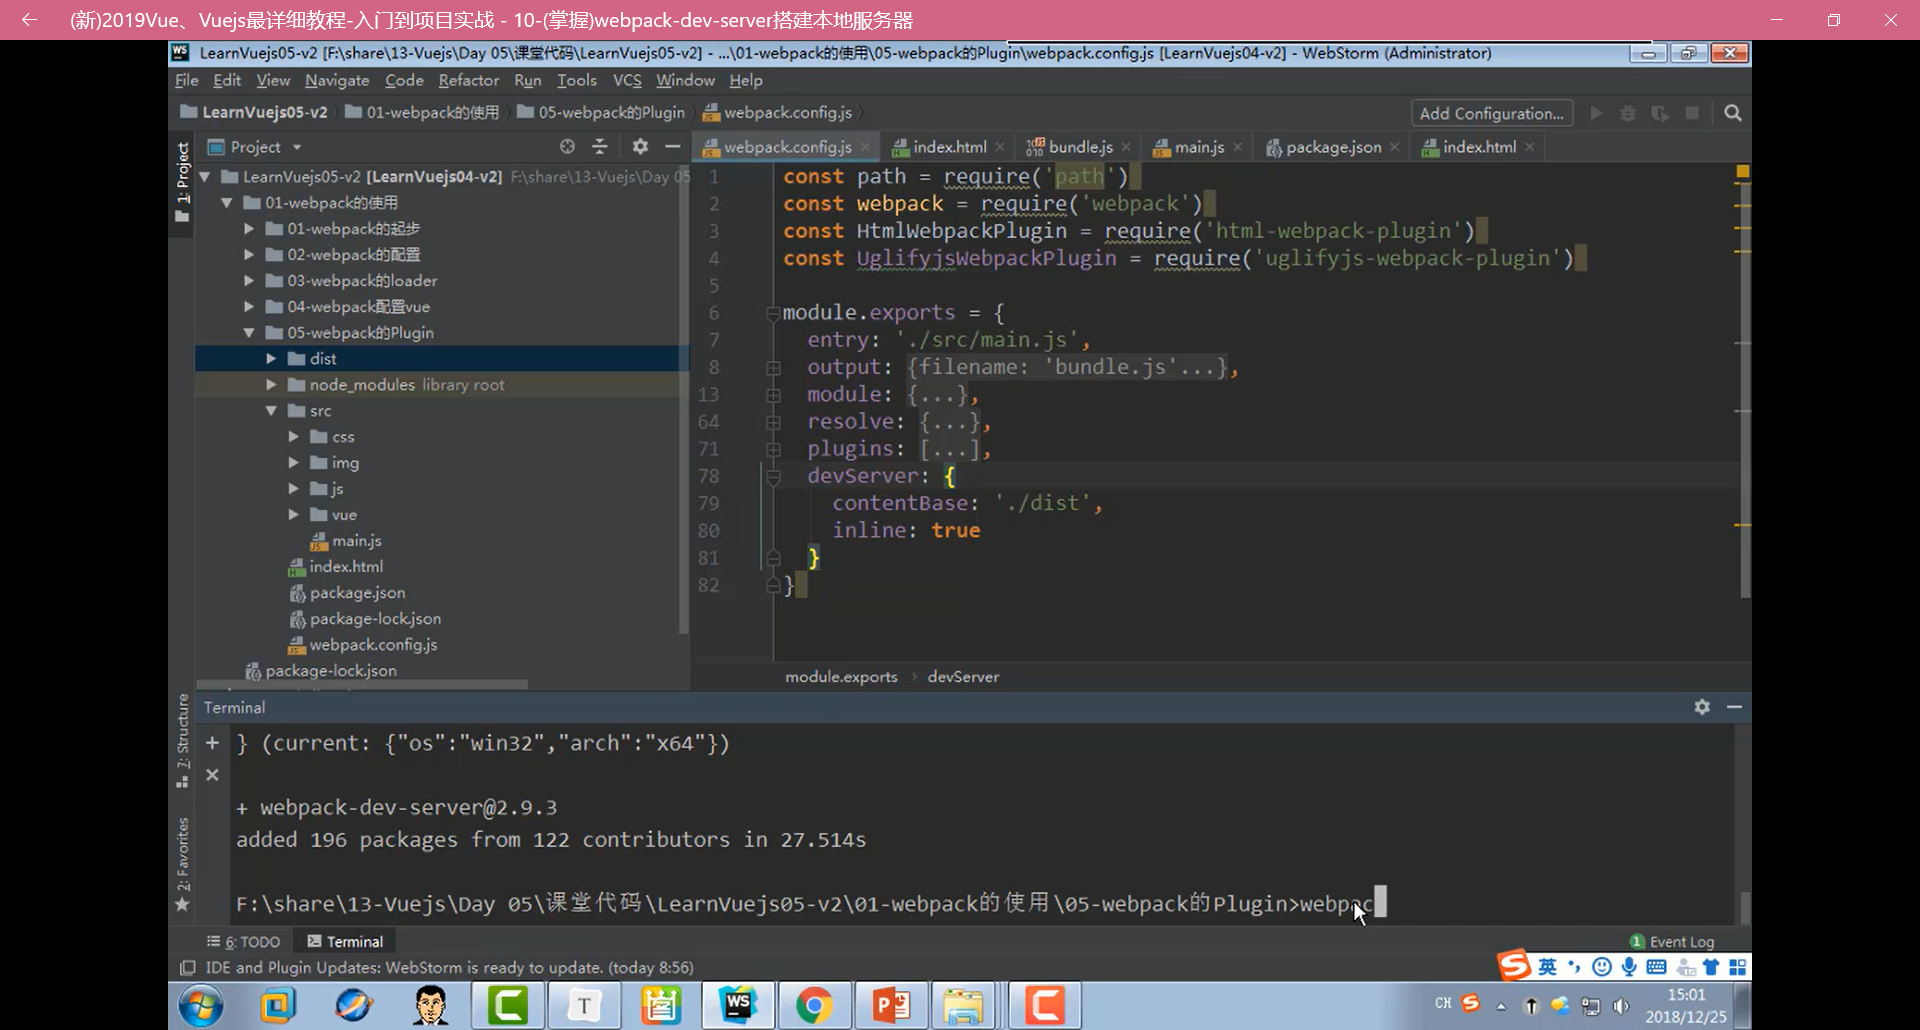 (新)2019Vue、Vuejs最详细教程-入门到项目实战 - 10-(掌握)webpack-dev-server搭建本地服务器
WS LearnVuejs05-v2 [F:\share\13-Vuejs\Day 05\课堂代码\LearnVuejs05-v2] - ...\01-webpack的使用\05-webpack的Plugin\webpack.config.js [LearnVuejs04-v2] - WebStorm (Administrator)
File Edit View Navigate Code Refactor Run Tools VCS Window Help
LearnVuejs05-v2 01-webpack的使用 05-webpack的Plugin webpack.config.js Add Configuration...
1: Project
Project
webpack.config.js index.html bundle.js main.js package.json index.html
LearnVuejs05-v2 [LearnVuejs04-v2] F:\share\13-Vuejs\Day 05
01-webpack的使用
01-webpack的起步
02-webpack的配置
03-webpack的loader
04-webpack配置vue
05-webpack的Plugin
dist
node_modules library root
src
css
img
js
vue
main.js
index.html
package.json
package-lock.json
webpack.config.js
package-lock.json
1 const path = require('path')
2 const webpack = require('webpack')
3 const HtmlWebpackPlugin = require('html-webpack-plugin')
4 const UglifyjsWebpackPlugin = require('uglifyjs-webpack-plugin')
5
6 module.exports = {
7 entry: './src/main.js',
8 output: {filename: 'bundle.js'...},
13 module: {...},
64 resolve: {...},
71 plugins: [...],
78 devServer: {
79 contentBase: './dist',
80 inline: true
81 }
82 }
module.exports › devServer
7: Structure
2: Favorites
Terminal
} (current: {"os":"win32","arch":"x64"})
+ webpack-dev-server@2.9.3
added 196 packages from 122 contributors in 27.514s
F:\share\13-Vuejs\Day 05\课堂代码\LearnVuejs05-v2\01-webpack的使用\05-webpack的Plugin>webpac
6: TODO Terminal 1 Event Log
IDE and Plugin Updates: WebStorm is ready to update. (today 8:56)
S 英
T WS CH S
15:01
2018/12/25